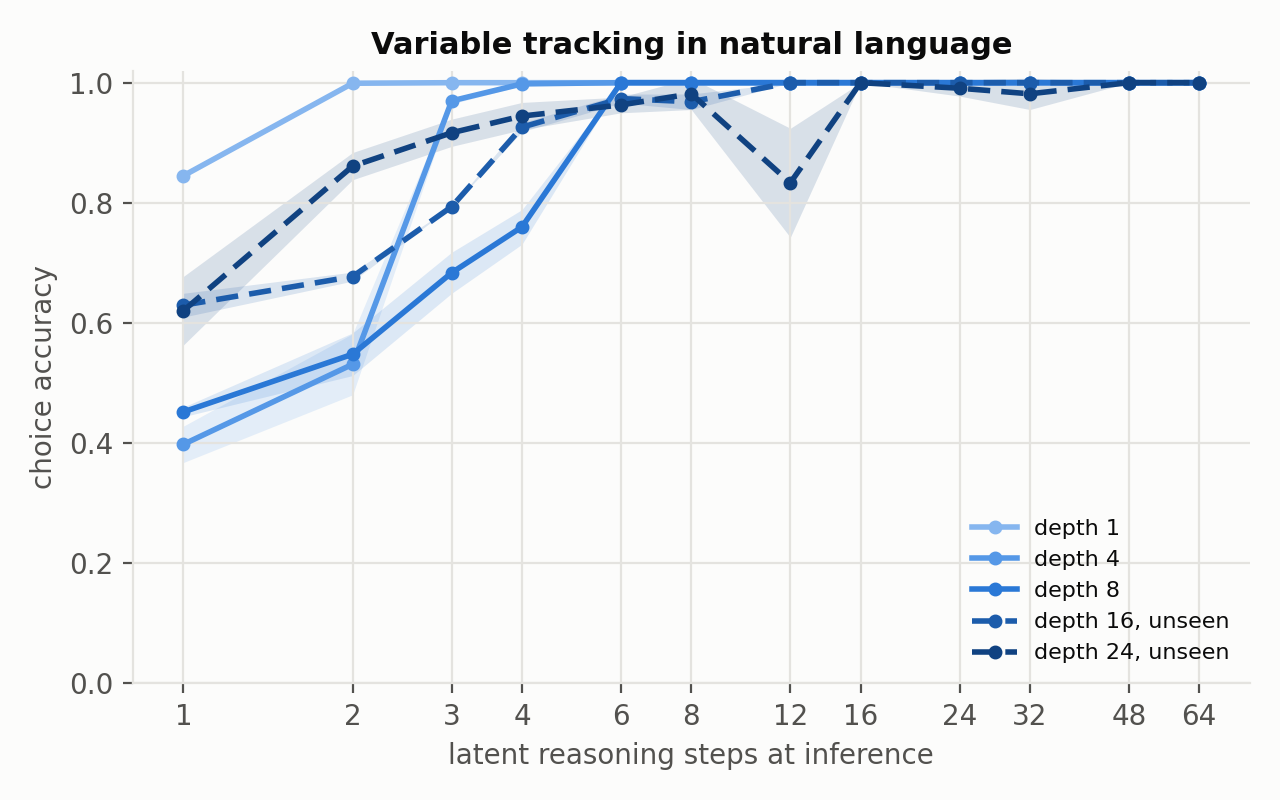 Variable tracking in natural language
1.0
0.8
0.6
0.4
0.2
0.0
choice accuracy
1 2 3 4 6 8 12 16 24 32 48 64
latent reasoning steps at inference
depth 1
depth 4
depth 8
depth 16, unseen
depth 24, unseen